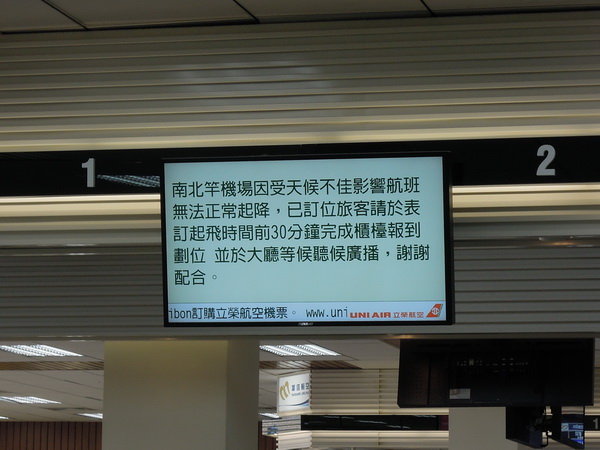 1
2
南北竿機場因受天候不佳影響航班
無法正常起降，已訂位旅客請於表
訂起飛時間前30分鐘完成櫃檯報到
劃位 並於大廳等候聽候廣播，謝謝
配合。
ibon訂購立榮航空機票。 www.uni
UNI AIR 立榮航空